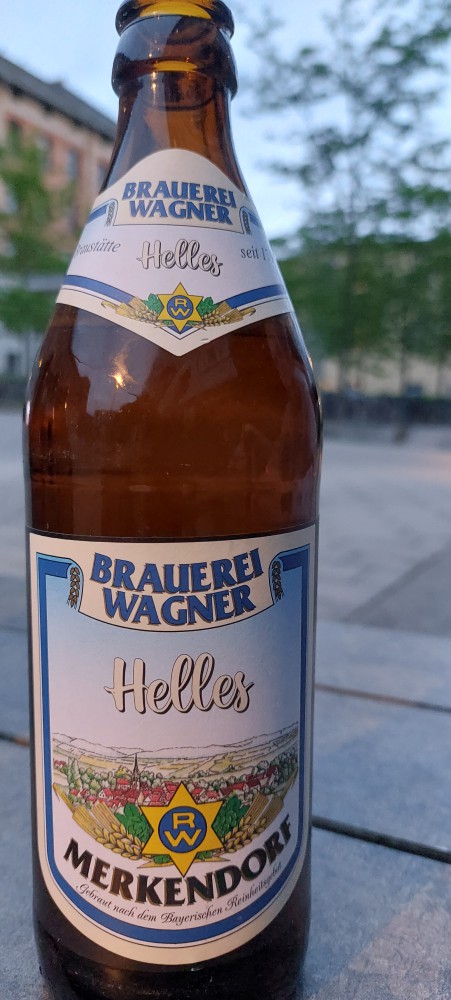 BRAUEREI
WAGNER
Helles
seit
RW
BRAUEREI
WAGNER
Helles
RW
MERKENDORF
Gebraut nach dem Bayerischen Reinheitsgebot